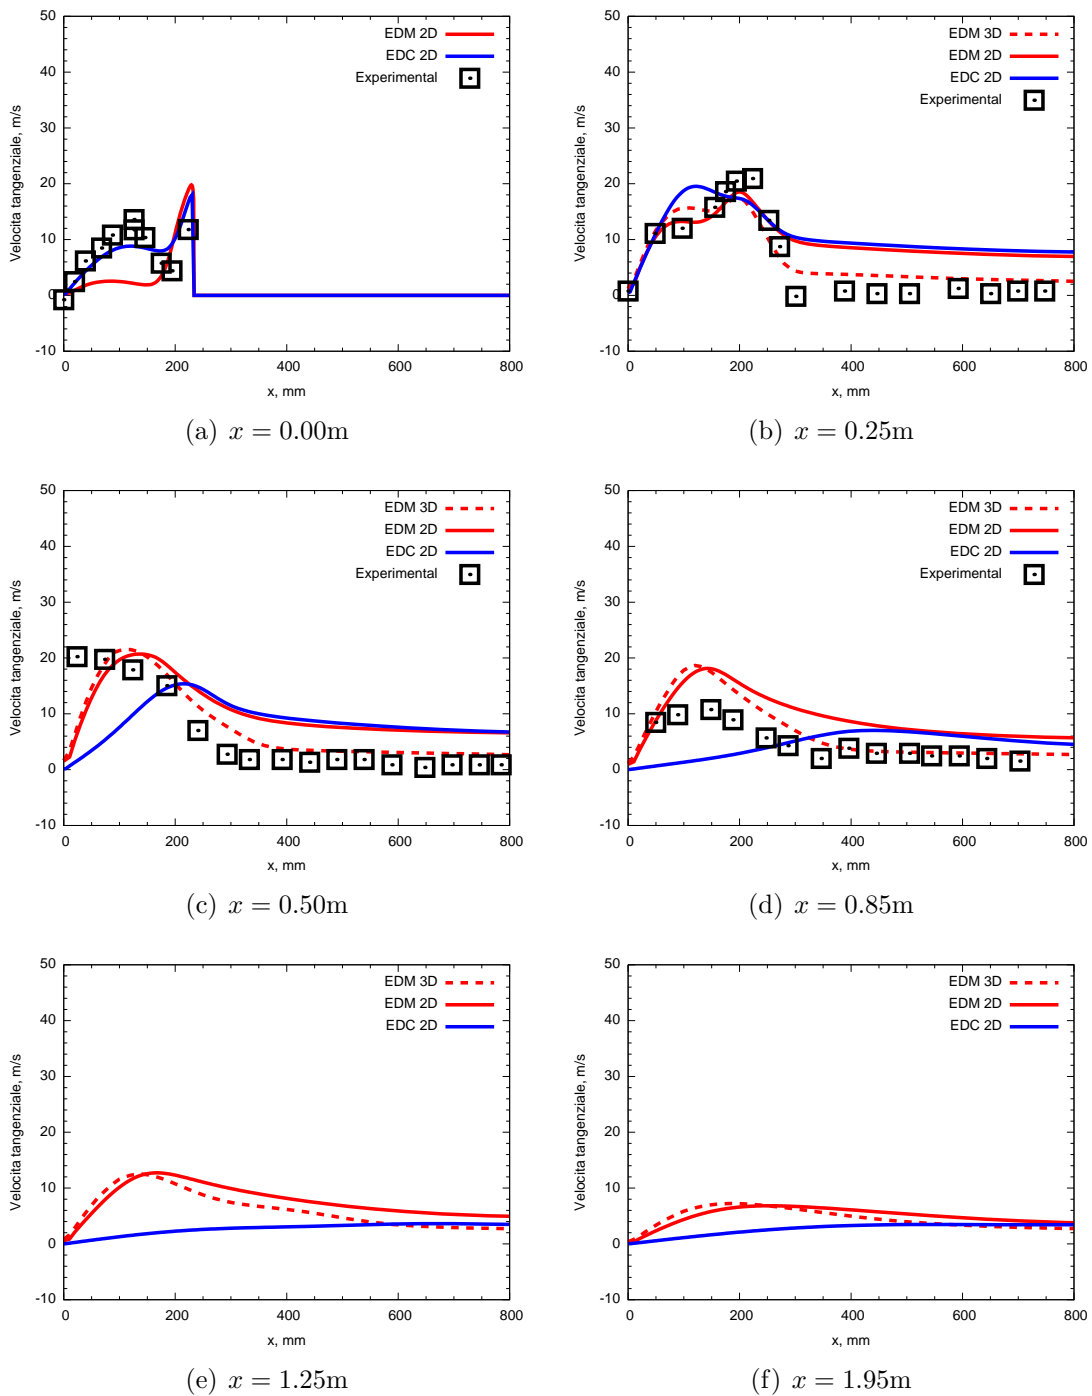 50
40
30
20
10
0
-10
0 200 400 600 800
Velocita tangenziale, m/s
x, mm
EDM 2D
EDC 2D
Experimental
(a) x = 0.00m
50
40
30
20
10
0
-10
0 200 400 600 800
Velocita tangenziale, m/s
x, mm
EDM 3D
EDM 2D
EDC 2D
Experimental
(b) x = 0.25m
50
40
30
20
10
0
-10
0 200 400 600 800
Velocita tangenziale, m/s
x, mm
EDM 3D
EDM 2D
EDC 2D
Experimental
(c) x = 0.50m
50
40
30
20
10
0
-10
0 200 400 600 800
Velocita tangenziale, m/s
x, mm
EDM 3D
EDM 2D
EDC 2D
Experimental
(d) x = 0.85m
50
40
30
20
10
0
-10
0 200 400 600 800
Velocita tangenziale, m/s
x, mm
EDM 3D
EDM 2D
EDC 2D
(e) x = 1.25m
50
40
30
20
10
0
-10
0 200 400 600 800
Velocita tangenziale, m/s
x, mm
EDM 3D
EDM 2D
EDC 2D
(f) x = 1.95m